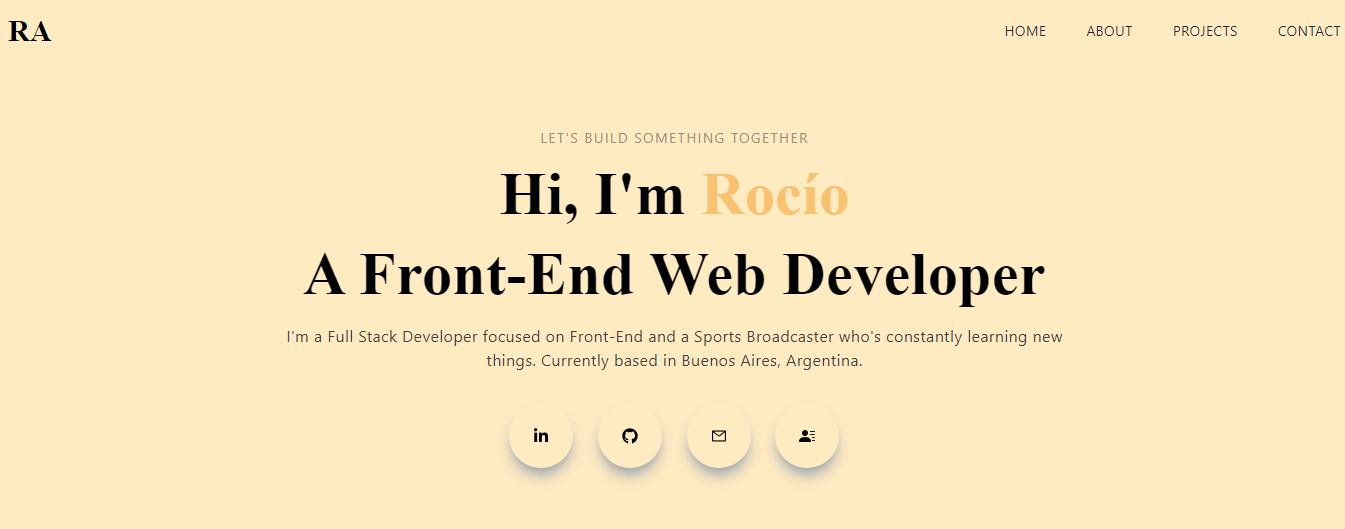 RA
HOME ABOUT PROJECTS CONTACT
LET'S BUILD SOMETHING TOGETHER
Hi, I'm Rocío
A Front-End Web Developer
I'm a Full Stack Developer focused on Front-End and a Sports Broadcaster who's constantly learning new
things. Currently based in Buenos Aires, Argentina.
in